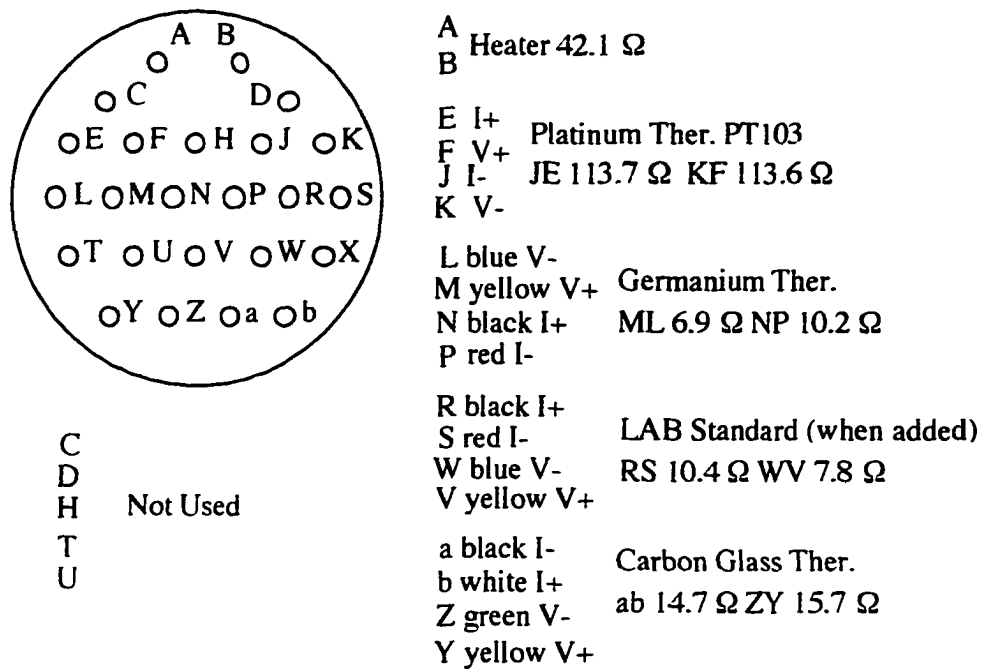 A B
C D
E F H J K
L M N P R S
T U V W X
Y Z a b
C
D
H Not Used
T
U
A
B Heater 42.1 Ω
E I+
F V+ Platinum Ther. PT103
J I- JE 113.7 Ω KF 113.6 Ω
K V-
L blue V-
M yellow V+ Germanium Ther.
N black I+ ML 6.9 Ω NP 10.2 Ω
P red I-
R black I+
S red I- LAB Standard (when added)
W blue V- RS 10.4 Ω WV 7.8 Ω
V yellow V+
a black I-
b white I+ Carbon Glass Ther.
Z green V- ab 14.7 Ω ZY 15.7 Ω
Y yellow V+